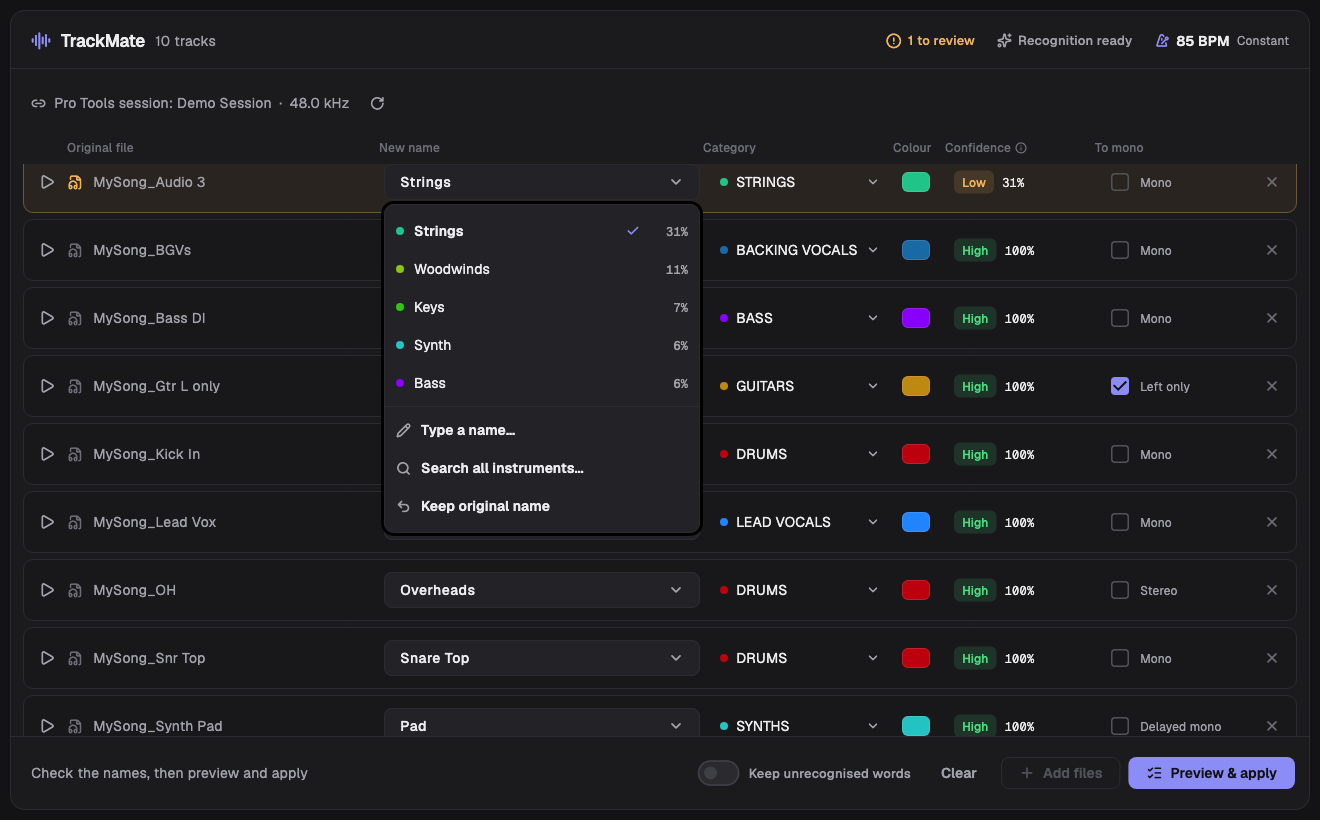 TrackMate 10 tracks
1 to review
Recognition ready
85 BPM Constant
Pro Tools session: Demo Session · 48.0 kHz
Original file New name Category Colour Confidence To mono
MySong_Audio 3 Strings STRINGS Low 31% Mono
Strings 31%
MySong_BGVs BACKING VOCALS High 100% Mono
Woodwinds 11%
Keys 7%
MySong_Bass DI BASS High 100% Mono
Synth 6%
Bass 6%
MySong_Gtr L only GUITARS High 100% Left only
Type a name...
MySong_Kick In DRUMS High 100% Mono
Search all instruments...
Keep original name
MySong_Lead Vox LEAD VOCALS High 100% Mono
MySong_OH Overheads DRUMS High 100% Stereo
MySong_Snr Top Snare Top DRUMS High 100% Mono
MySong_Synth Pad Pad SYNTHS High 100% Delayed mono
Check the names, then preview and apply
Keep unrecognised words
Clear
Add files
Preview & apply